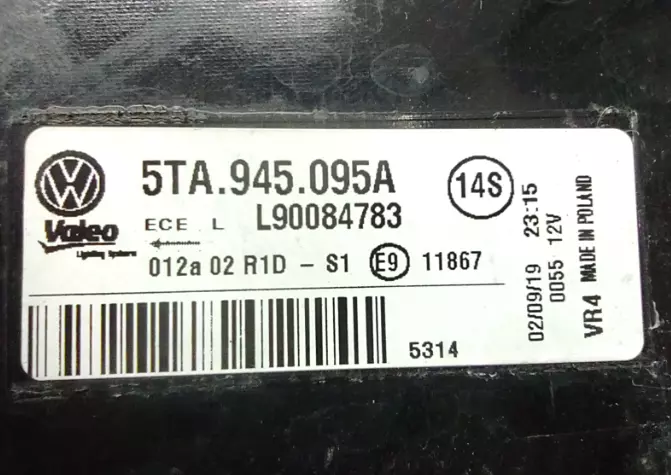 VW
5TA.945.095A
14S
Valeo
Lighting Systems
ECE L L90084783
012a 02 R1D - S1 E9 11867
5314
02/09/19 23:15
0055 12V
VR4 MADE IN POLAND